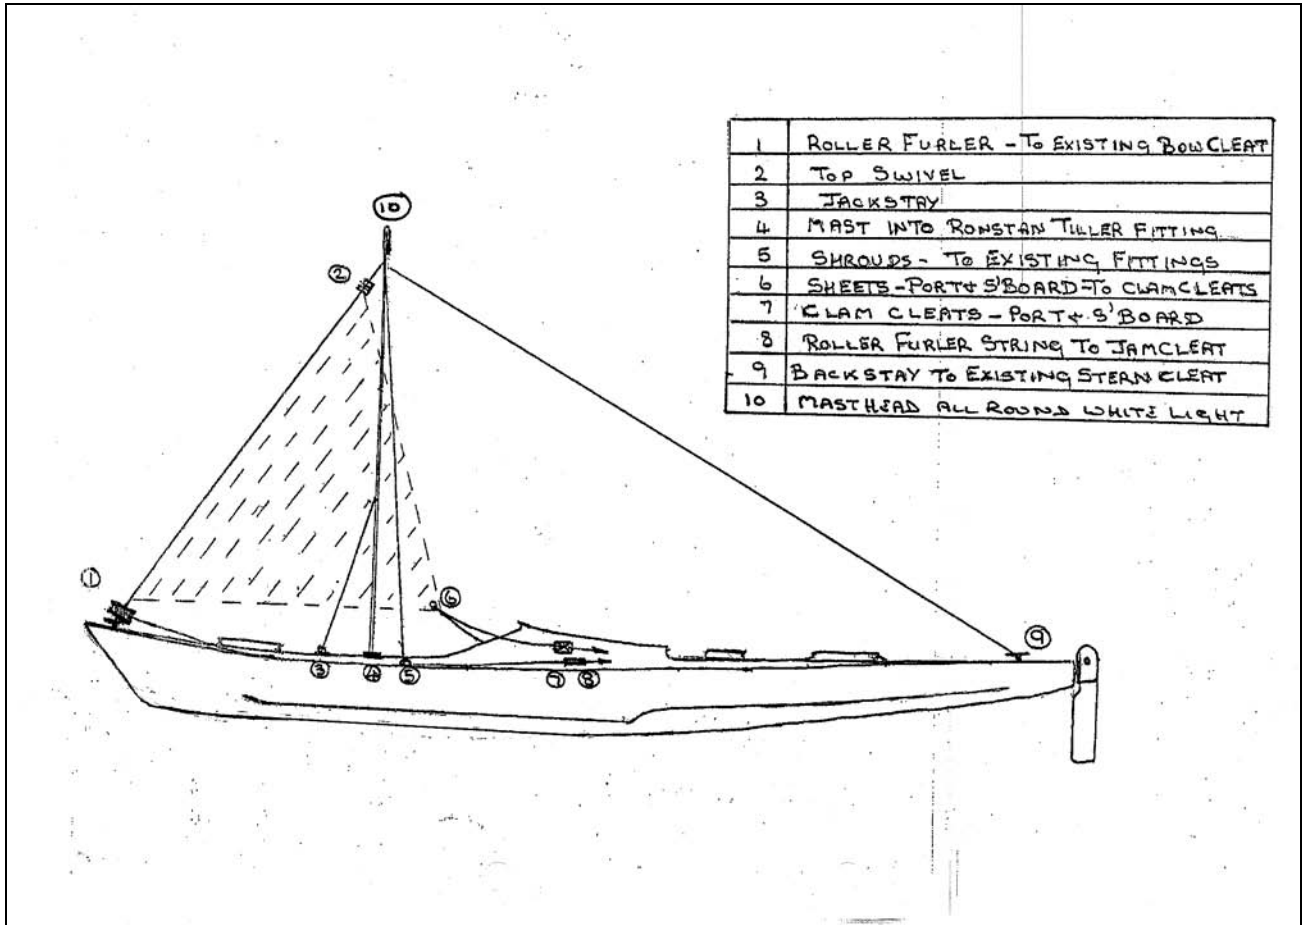 1 ROLLER FURLER - TO EXISTING BOW CLEAT
2 TOP SWIVEL
3 JACKSTAY
4 MAST INTO RONSTAN TILLER FITTING
5 SHROUDS - TO EXISTING FITTINGS
6 SHEETS - PORT & S'BOARD - TO CLAMCLEATS
7 CLAM CLEATS - PORT & S'BOARD
8 ROLLER FURLER STRING TO JAMCLEAT
9 BACKSTAY TO EXISTING STERN CLEAT
10 MASTHEAD ALL ROUND WHITE LIGHT
10
2
1
6
9
3 4 5 7 8